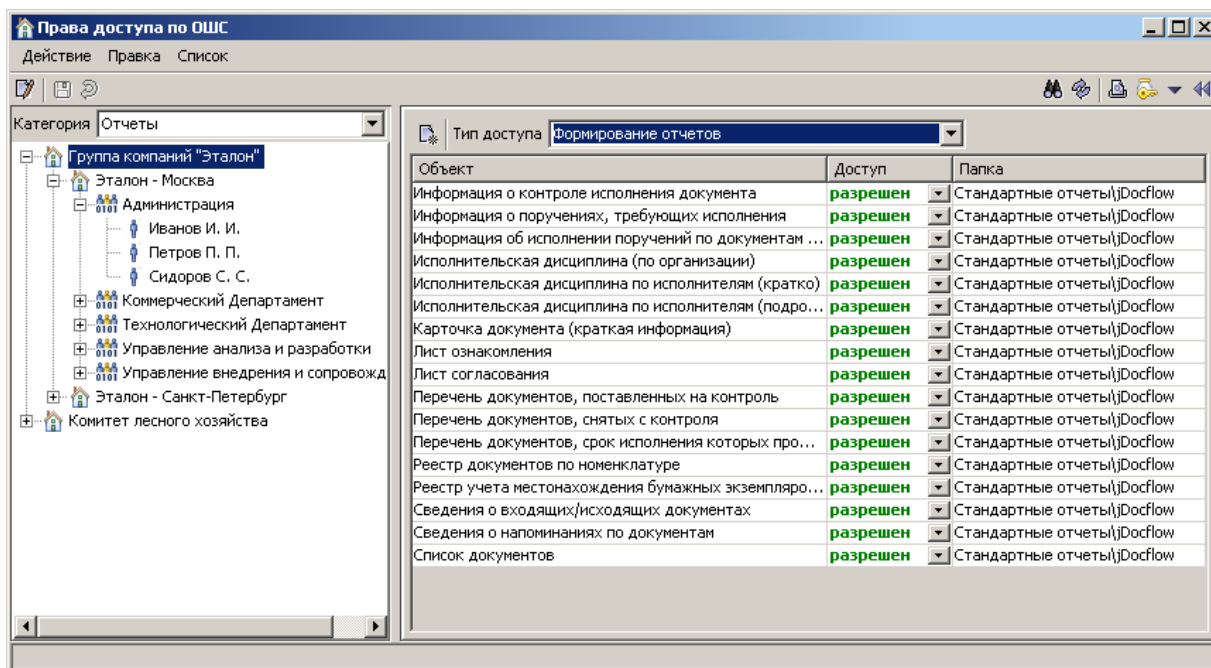 Права доступа по ОШС
Действие Правка Список
Категория Отчеты
Группа компаний "Эталон"
Эталон - Москва
Администрация
Иванов И. И.
Петров П. П.
Сидоров С. С.
Коммерческий Департамент
Технологический Департамент
Управление анализа и разработки
Управление внедрения и сопровожд
Эталон - Санкт-Петербург
Комитет лесного хозяйства
Тип доступа Формирование отчетов
Объект Доступ Папка
Информация о контроле исполнения документа разрешен Стандартные отчеты\jDocflow
Информация о поручениях, требующих исполнения разрешен Стандартные отчеты\jDocflow
Информация об исполнении поручений по документам ... разрешен Стандартные отчеты\jDocflow
Исполнительская дисциплина (по организации) разрешен Стандартные отчеты\jDocflow
Исполнительская дисциплина по исполнителям (кратко) разрешен Стандартные отчеты\jDocflow
Исполнительская дисциплина по исполнителям (подро... разрешен Стандартные отчеты\jDocflow
Карточка документа (краткая информация) разрешен Стандартные отчеты\jDocflow
Лист ознакомления разрешен Стандартные отчеты\jDocflow
Лист согласования разрешен Стандартные отчеты\jDocflow
Перечень документов, поставленных на контроль разрешен Стандартные отчеты\jDocflow
Перечень документов, снятых с контроля разрешен Стандартные отчеты\jDocflow
Перечень документов, срок исполнения которых про... разрешен Стандартные отчеты\jDocflow
Реестр документов по номенклатуре разрешен Стандартные отчеты\jDocflow
Реестр учета местонахождения бумажных экземпляро... разрешен Стандартные отчеты\jDocflow
Сведения о входящих/исходящих документах разрешен Стандартные отчеты\jDocflow
Сведения о напоминаниях по документам разрешен Стандартные отчеты\jDocflow
Список документов разрешен Стандартные отчеты\jDocflow